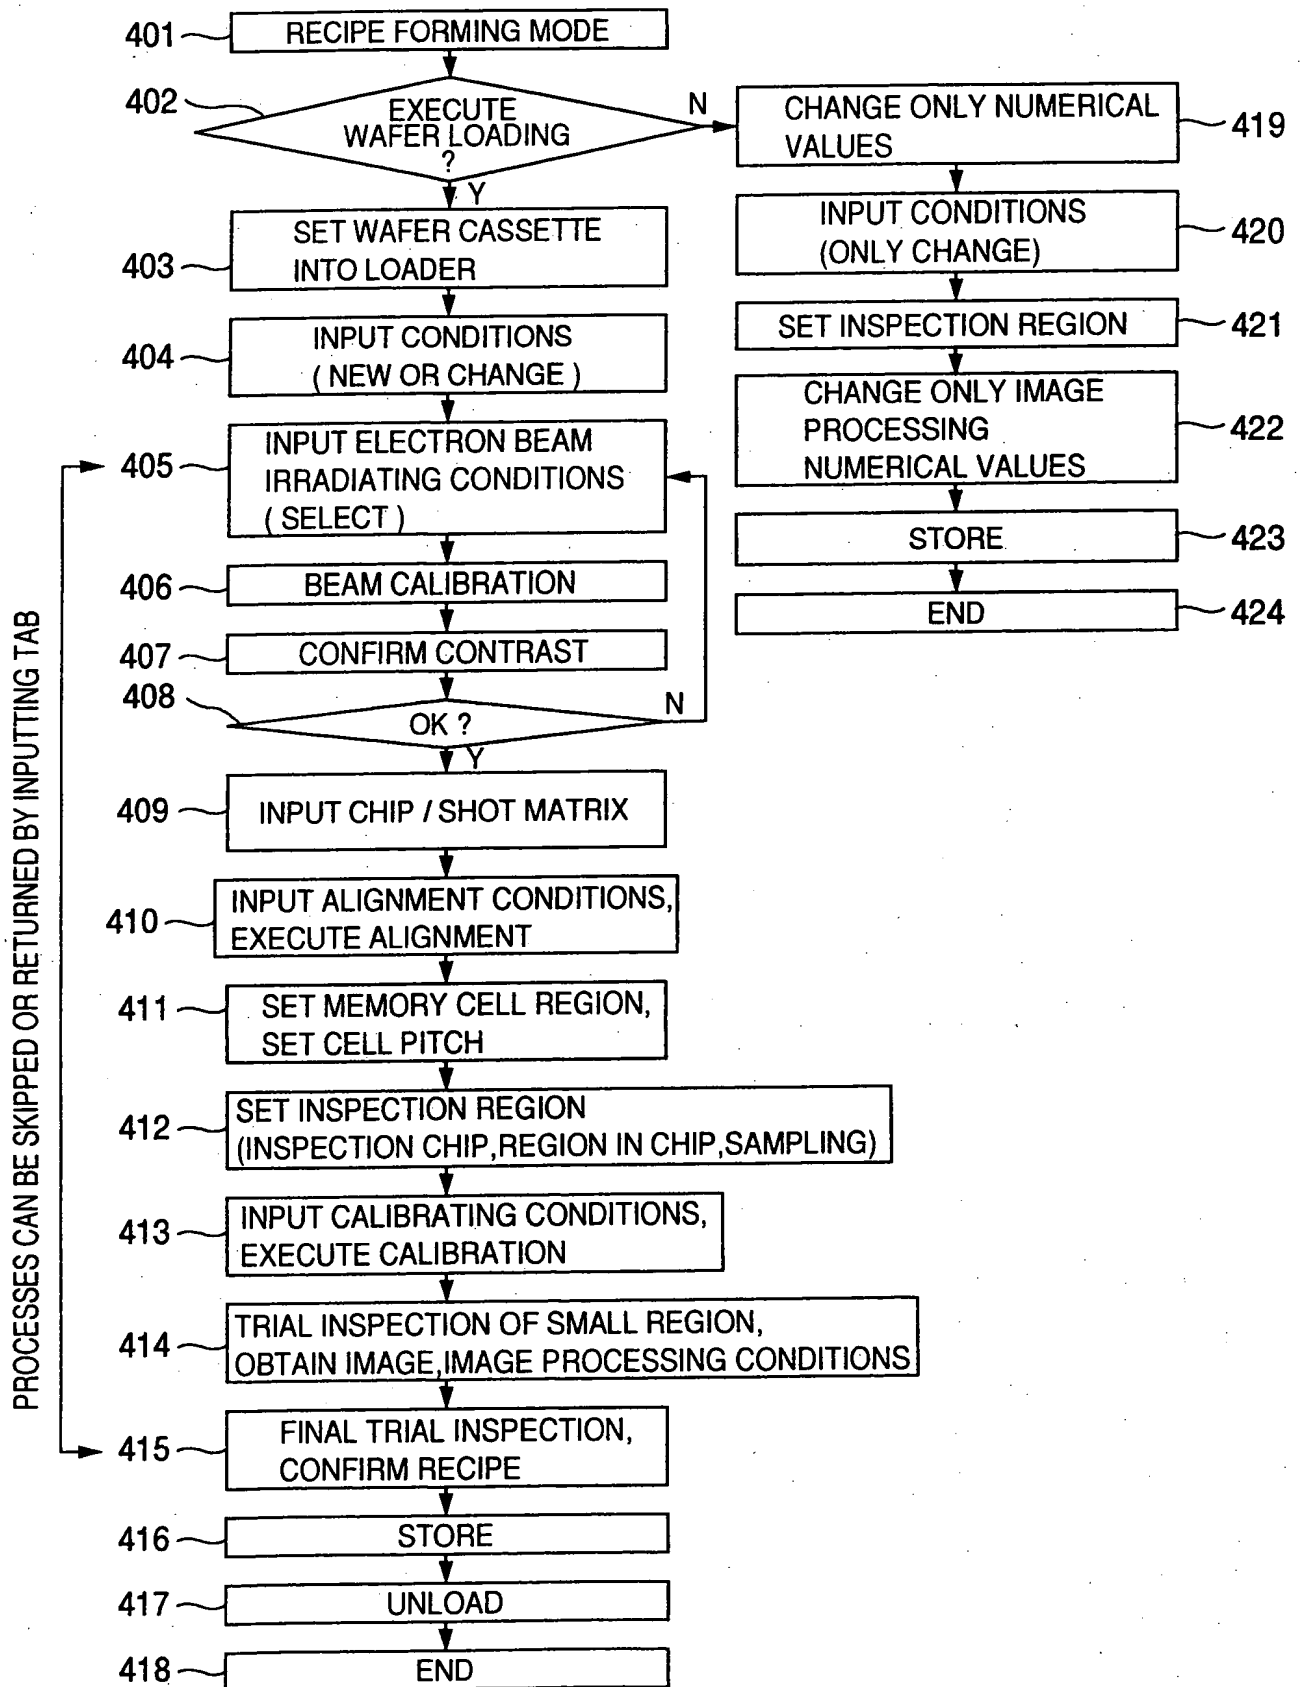 401 RECIPE FORMING MODE
402 EXECUTE
WAFER LOADING
?
N
Y
403 SET WAFER CASSETTE
INTO LOADER
404 INPUT CONDITIONS
( NEW OR CHANGE )
405 INPUT ELECTRON BEAM
IRRADIATING CONDITIONS
( SELECT )
406 BEAM CALIBRATION
407 CONFIRM CONTRAST
408 OK ?
N
Y
409 INPUT CHIP / SHOT MATRIX
410 INPUT ALIGNMENT CONDITIONS,
EXECUTE ALIGNMENT
411 SET MEMORY CELL REGION,
SET CELL PITCH
412 SET INSPECTION REGION
(INSPECTION CHIP,REGION IN CHIP,SAMPLING)
413 INPUT CALIBRATING CONDITIONS,
EXECUTE CALIBRATION
414 TRIAL INSPECTION OF SMALL REGION,
OBTAIN IMAGE,IMAGE PROCESSING CONDITIONS
415 FINAL TRIAL INSPECTION,
CONFIRM RECIPE
416 STORE
417 UNLOAD
418 END
CHANGE ONLY NUMERICAL
VALUES
419
INPUT CONDITIONS
(ONLY CHANGE)
420
SET INSPECTION REGION 421
CHANGE ONLY IMAGE
PROCESSING
NUMERICAL VALUES
422
STORE 423
END 424
PROCESSES CAN BE SKIPPED OR RETURNED BY INPUTTING TAB